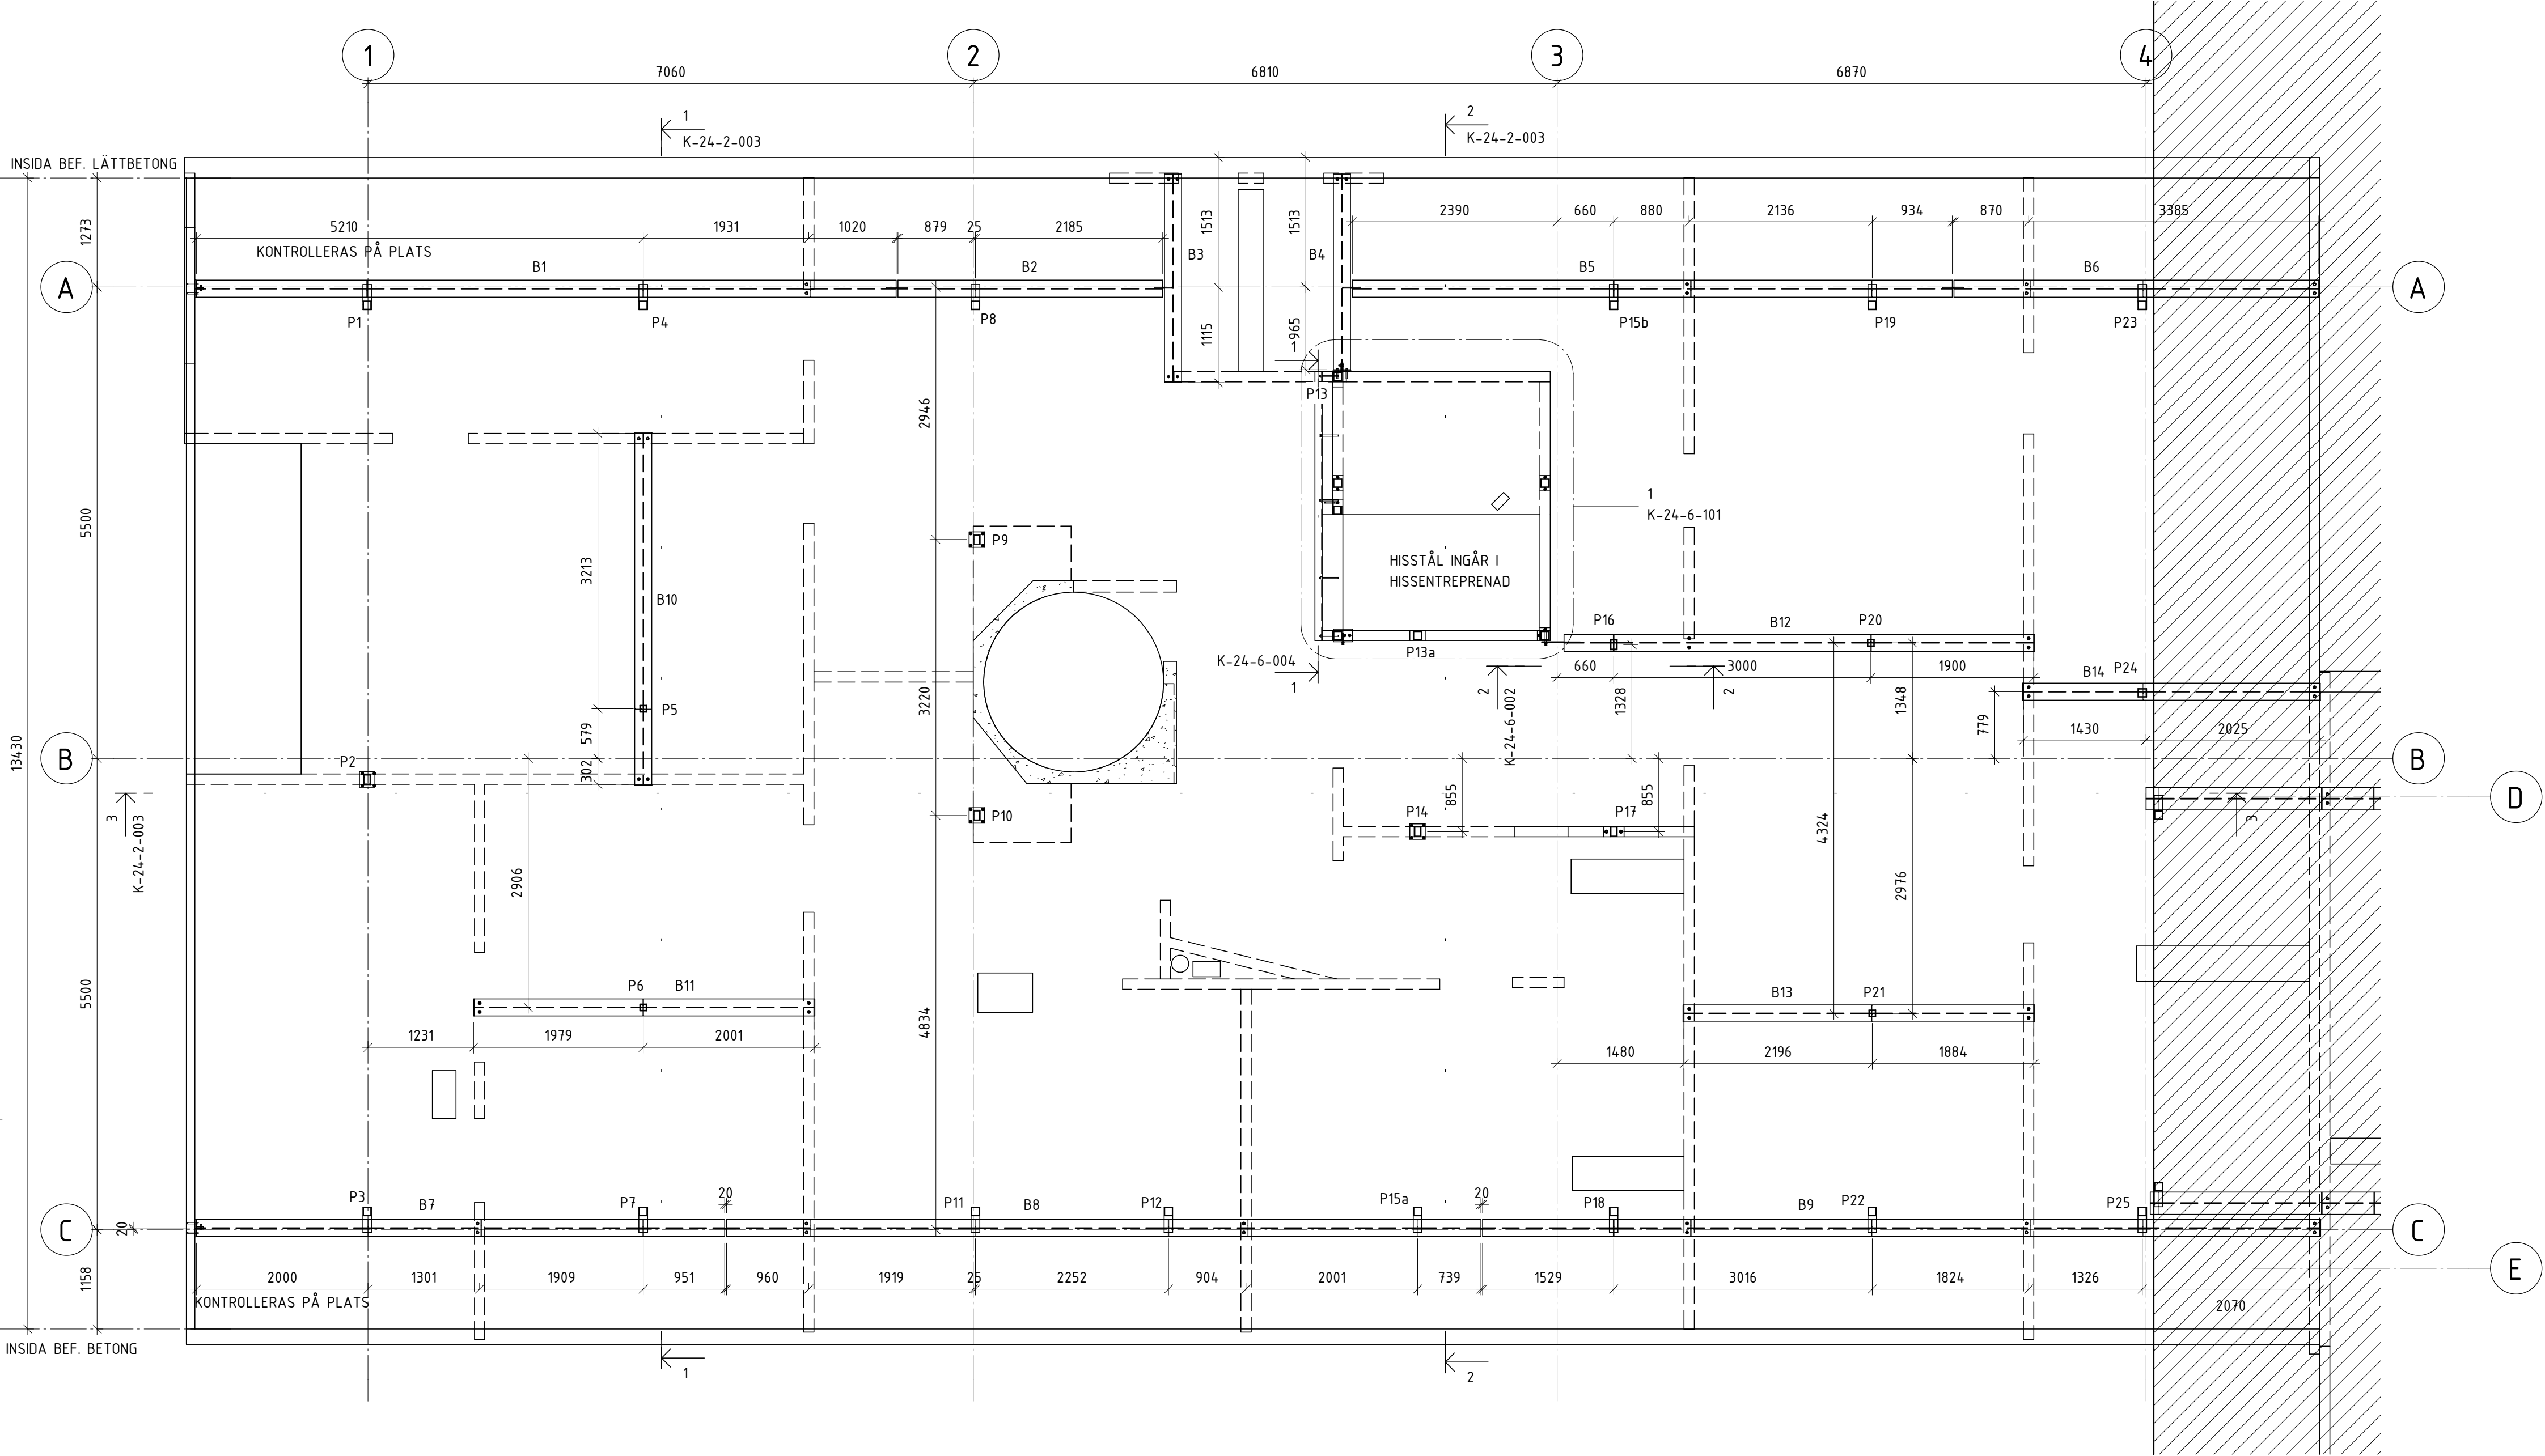 1
2
3
4
7060
6810
6870
1
K-24-2-003
2
K-24-2-003
INSIDA BEF. LÄTTBETONG
1273
1513
1513
5210
1931
1020
879
25
2185
2390
660
880
2136
934
870
3385
KONTROLLERAS PÅ PLATS
B1
B2
B3
B4
B5
B6
A
A
P1
P4
P8
P15b
P19
P23
1115
965
1
P13
2946
5500
13430
3213
B10
P9
1
K-24-6-101
HISSTÅL INGÅR I
HISSENTREPRENAD
P16
B12
P20
P13a
K-24-6-004
1
660
3000
1900
B14
P24
2
K-24-6-002
2
1328
1348
779
1430
2025
P5
579
302
3220
B
B
P2
D
3
K-24-2-003
3
P10
855
855
P14
P17
4324
2906
2976
5500
P6
B11
B13
P21
4834
1231
1979
2001
1480
2196
1884
P3
B7
P7
20
P11
B8
P12
P15a
20
P18
B9
P22
P25
C
C
20
1158
2000
1301
1909
951
960
1919
25
2252
904
2001
739
1529
3016
1824
1326
2070
E
KONTROLLERAS PÅ PLATS
INSIDA BEF. BETONG
1
2